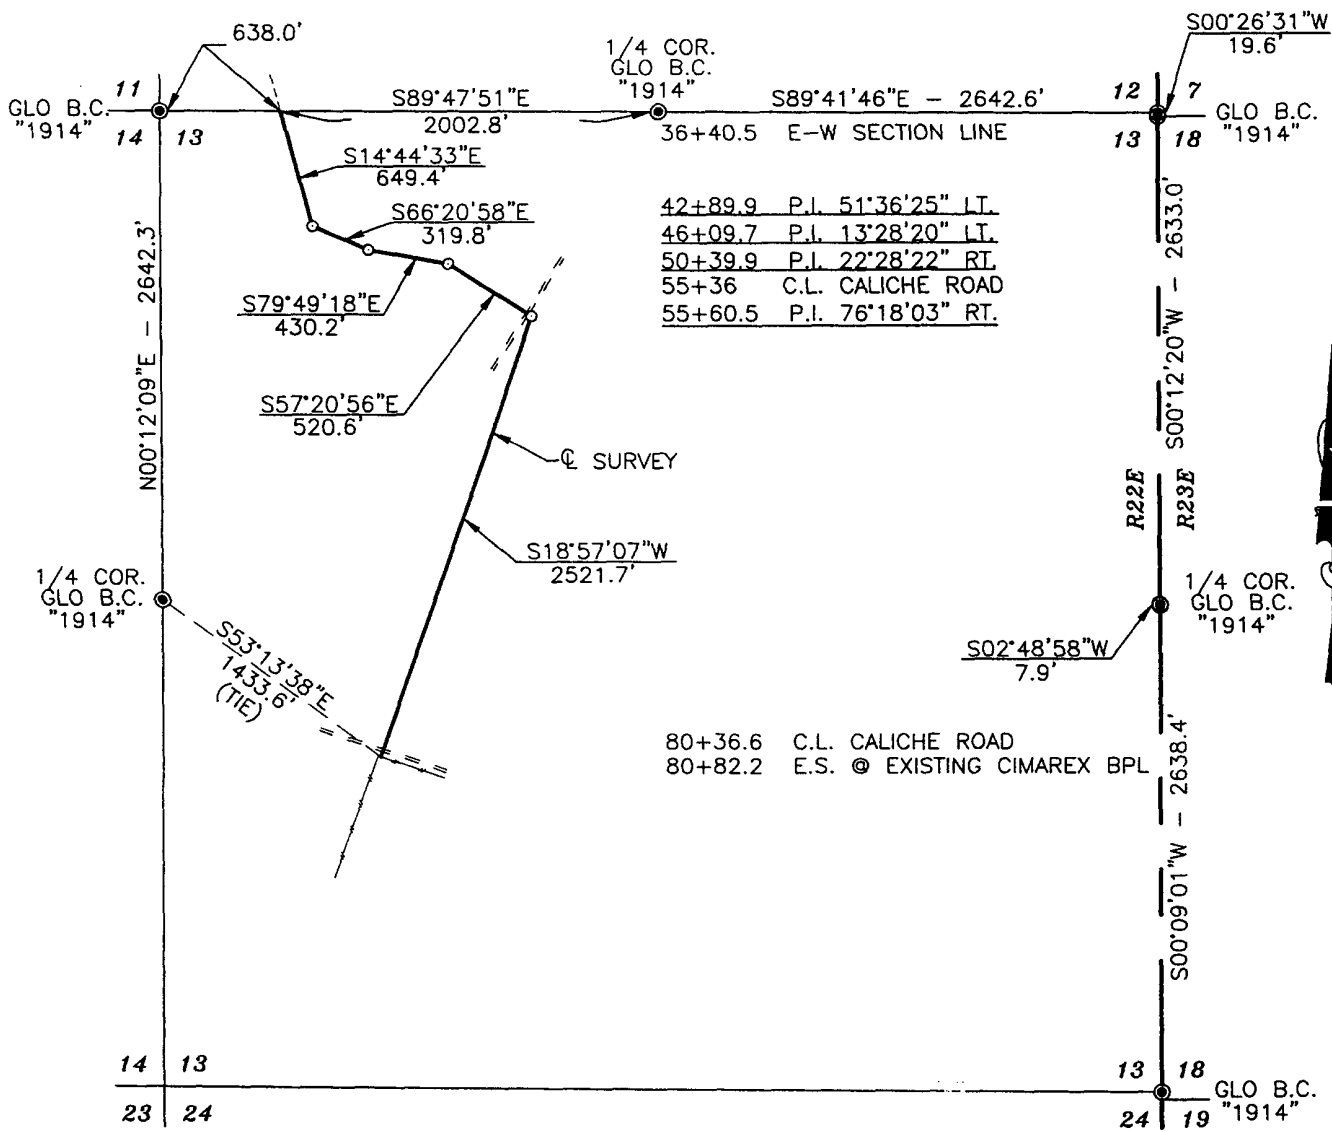 638.0'
1/4 COR.
GLO B.C.
"1914"
S00°26'31"W
19.6'
11
GLO B.C.
"1914"
14 13
S89°47'51"E
2002.8'
S89°41'46"E - 2642.6'
36+40.5 E-W SECTION LINE
12 7
13 18
GLO B.C.
"1914"
S14°44'33"E
649.4'
S66°20'58"E
319.8'
S79°49'18"E
430.2'
S57°20'56"E
520.6'
42+89.9 P.I. 51°36'25" LT.
46+09.7 P.I. 13°28'20" LT.
50+39.9 P.I. 22°28'22" RT.
55+36 C.L. CALICHE ROAD
55+60.5 P.I. 76°18'03" RT.
N00°12'09"E - 2642.3'
S00°12'20"W - 2633.0'
℄ SURVEY
R22E
R23E
S18°57'07"W
2521.7'
1/4 COR.
GLO B.C.
"1914"
1/4 COR.
GLO B.C.
"1914"
S53°13'38"E
1433.6'
(TIE)
S02°48'58"W
7.9'
80+36.6 C.L. CALICHE ROAD
80+82.2 E.S. @ EXISTING CIMAREX BPL
S00°09'01"W - 2638.4'
14 13
23 24
13 18
24 19
GLO B.C.
"1914"